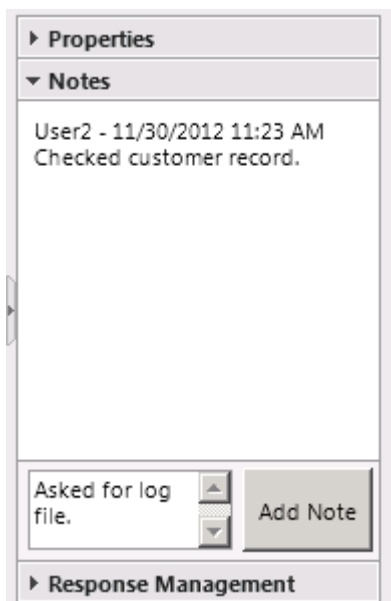 Properties
Notes
User2 - 11/30/2012 11:23 AM
Checked customer record.
Asked for log
file.
Add Note
Response Management